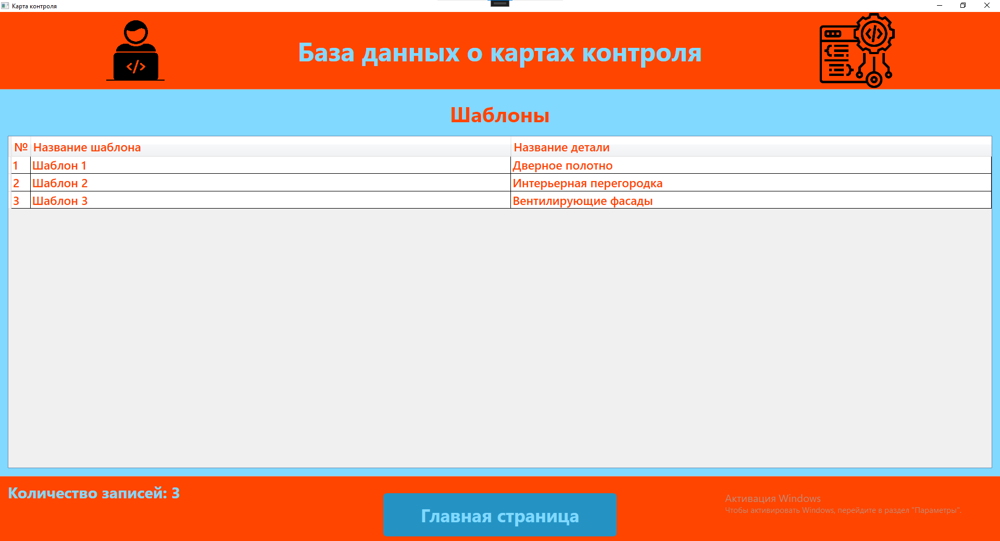 Карта контроля
База данных о картах контроля
Шаблоны
№ Название шаблона Название детали
1 Шаблон 1 Дверное полотно
2 Шаблон 2 Интерьерная перегородка
3 Шаблон 3 Вентилирующие фасады
Количество записей: 3
Главная страница
Активация Windows
Чтобы активировать Windows, перейдите в раздел "Параметры".